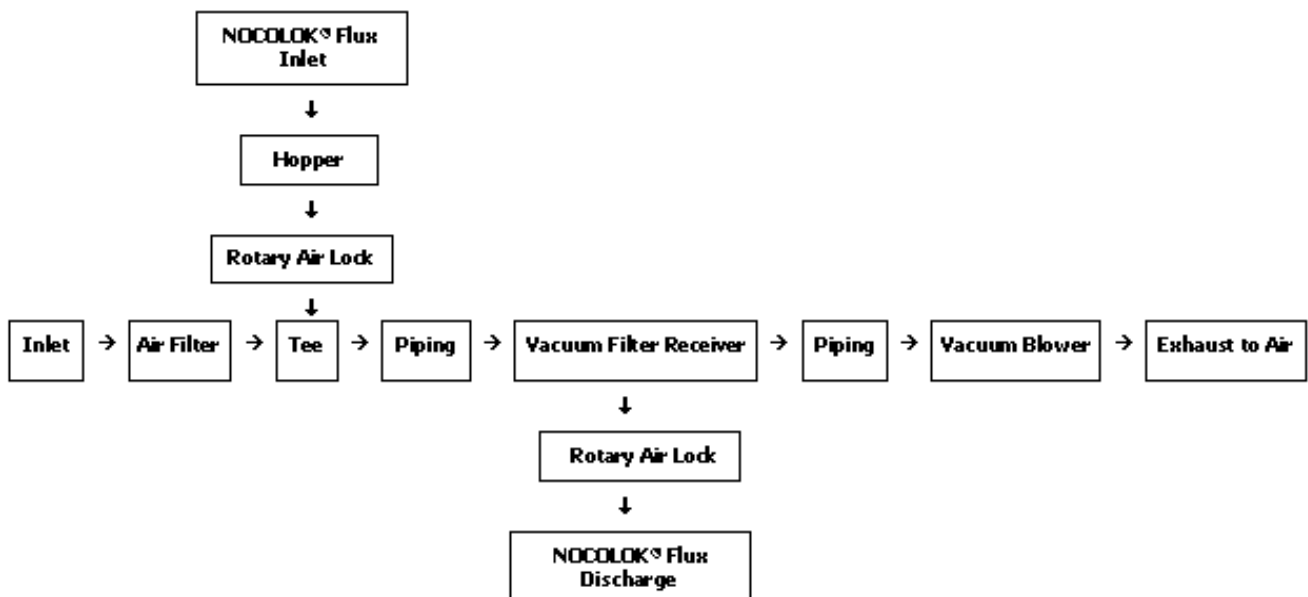 NOCOLOK® Flux
Inlet
Hopper
Rotary Air Lock
Inlet → Air Filter → Tee → Piping → Vacuum Filter Receiver → Piping → Vacuum Blower → Exhaust to Air
Rotary Air Lock
NOCOLOK® Flux
Discharge